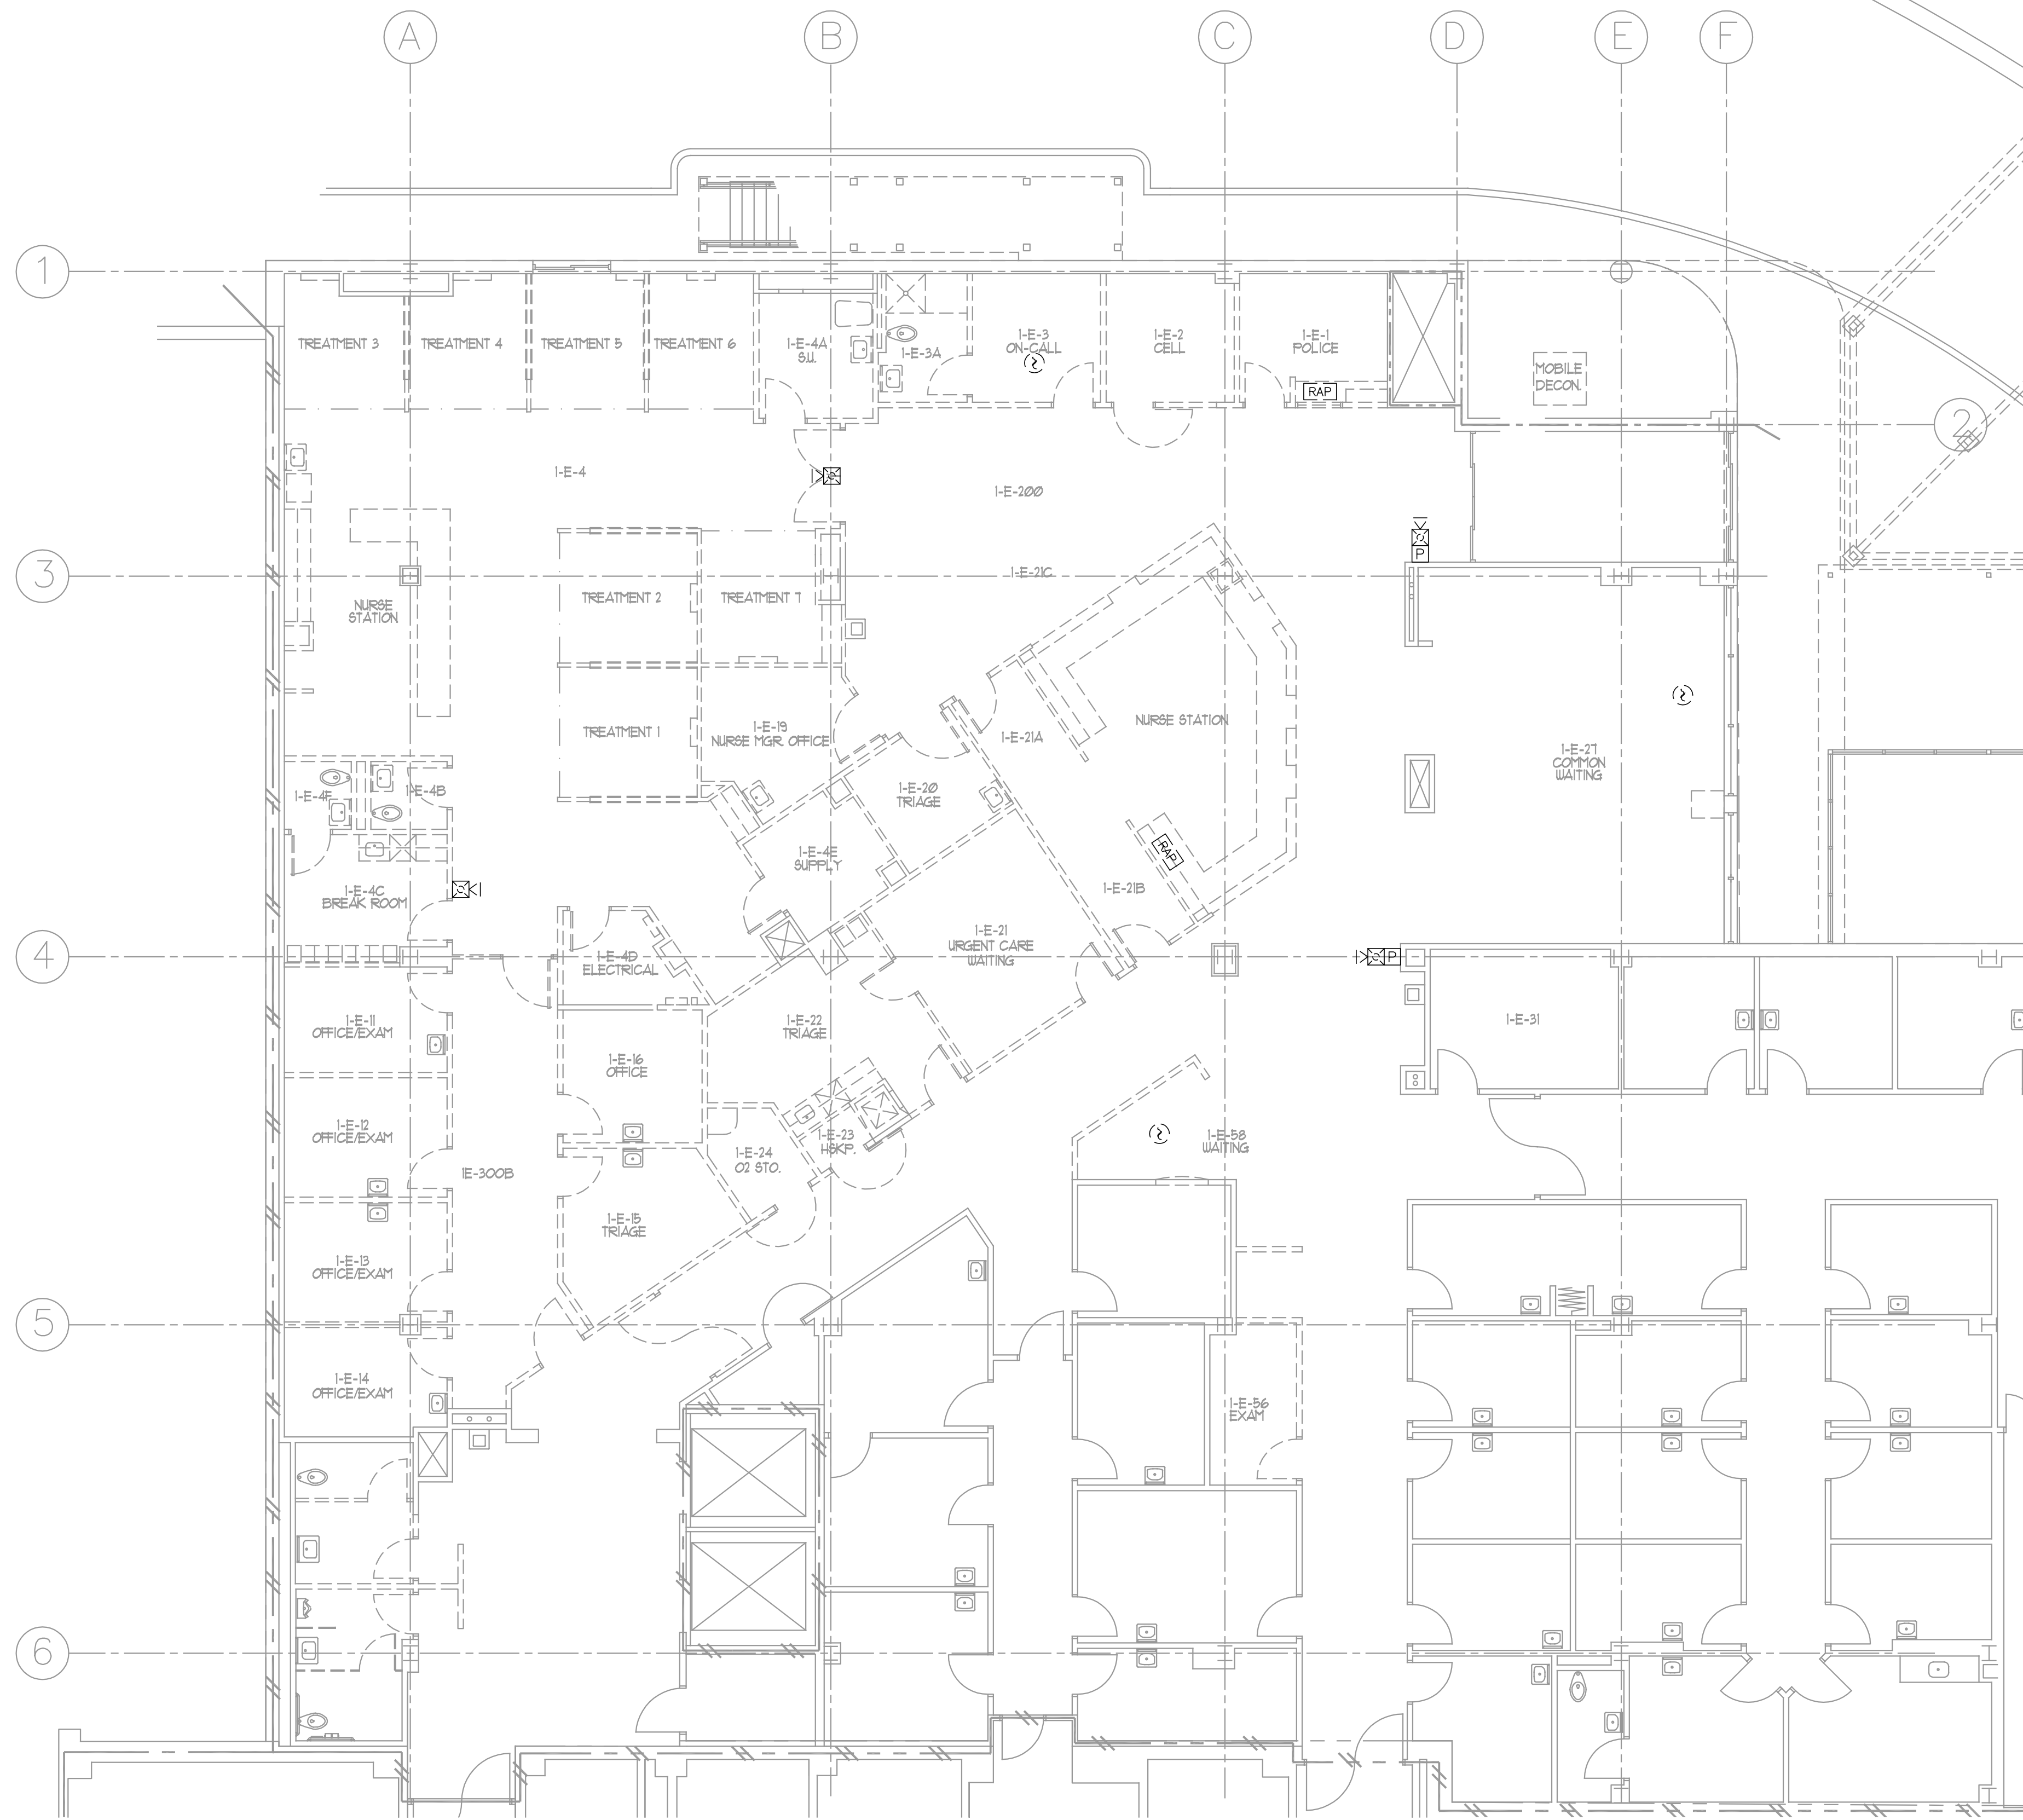 A B C D E F
1
TREATMENT 3 TREATMENT 4 TREATMENT 5 TREATMENT 6
1-E-4A
S.U.
1-E-3A
1-E-3
ON-CALL
1-E-2
CELL
1-E-1
POLICE
RAP
MOBILE
DECON.
2
1-E-4
1-E-200
P
3
1-E-21C
NURSE
STATION
TREATMENT 2
TREATMENT 7
TREATMENT 1
1-E-19
NURSE MGR. OFFICE
1-E-21A
NURSE STATION
1-E-27
COMMON
WAITING
1-E-4F
1-E-4B
1-E-20
TRIAGE
1-E-4E
SUPPLY
RAP
1-E-4C
BREAK ROOM
1-E-21B
4
1-E-4D
ELECTRICAL
1-E-21
URGENT CARE
WAITING
P
1-E-11
OFFICE/EXAM
1-E-22
TRIAGE
1-E-31
1-E-16
OFFICE
1-E-12
OFFICE/EXAM
1-E-23
HSKP.
1-E-58
WAITING
1-E-24
O2 STO.
1E-300B
1-E-15
TRIAGE
1-E-13
OFFICE/EXAM
5
1-E-14
OFFICE/EXAM
1-E-56
EXAM
6